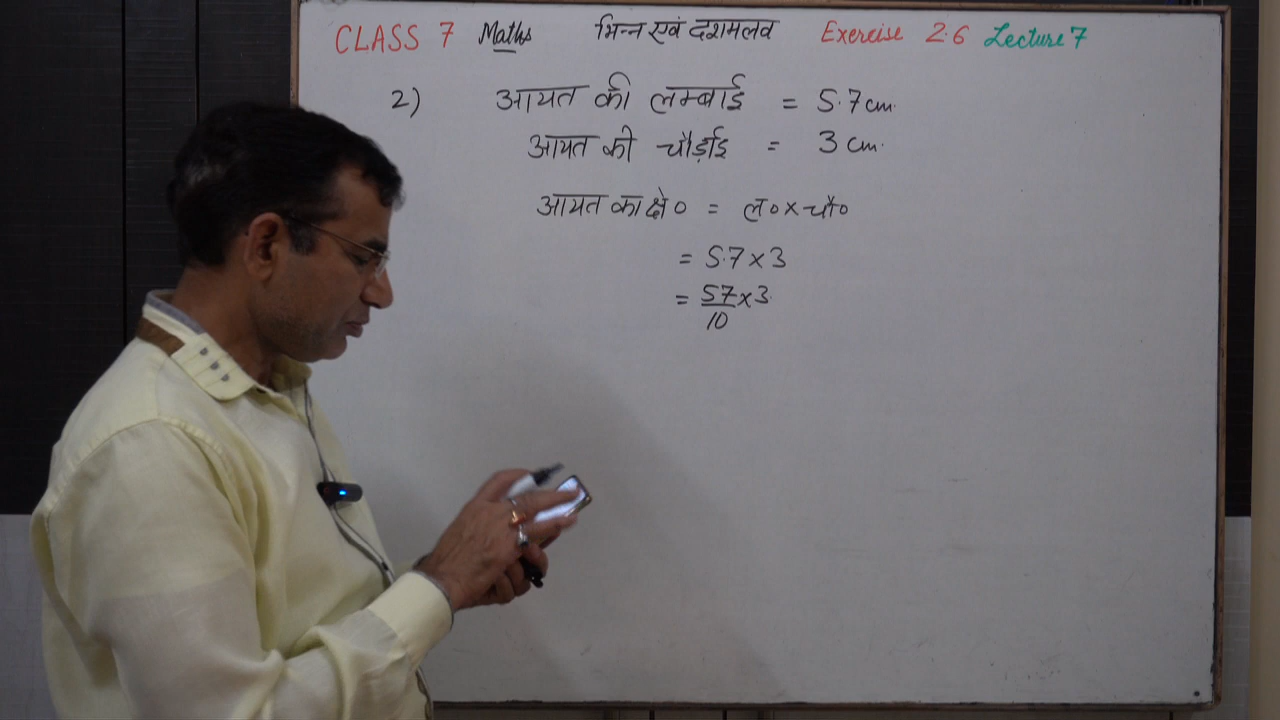 CLASS 7 Maths भिन्न एवं दशमलव Exercise 2.6 Lecture 7
2) आयत की लम्बाई = 5.7 cm.
आयत की चौड़ाई = 3 cm.
आयत का क्षे० = ल० x चौ०
= 5.7 x 3
= 57/10 x 3